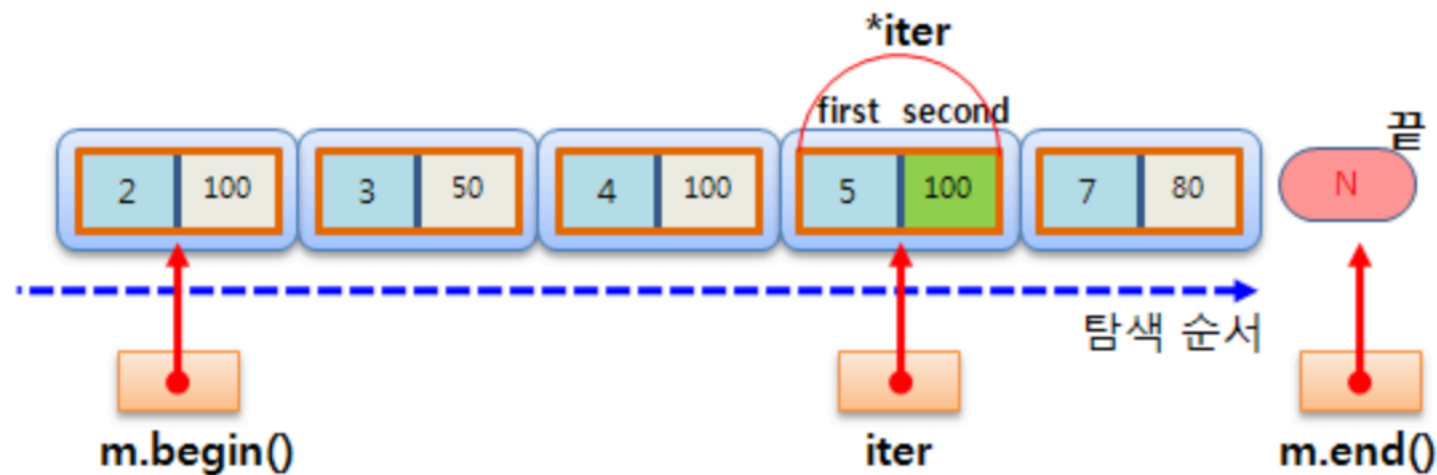 *iter
first second
끝
2 100 3 50 4 100 5 100 7 80 N
탐색 순서
m.begin() iter m.end()